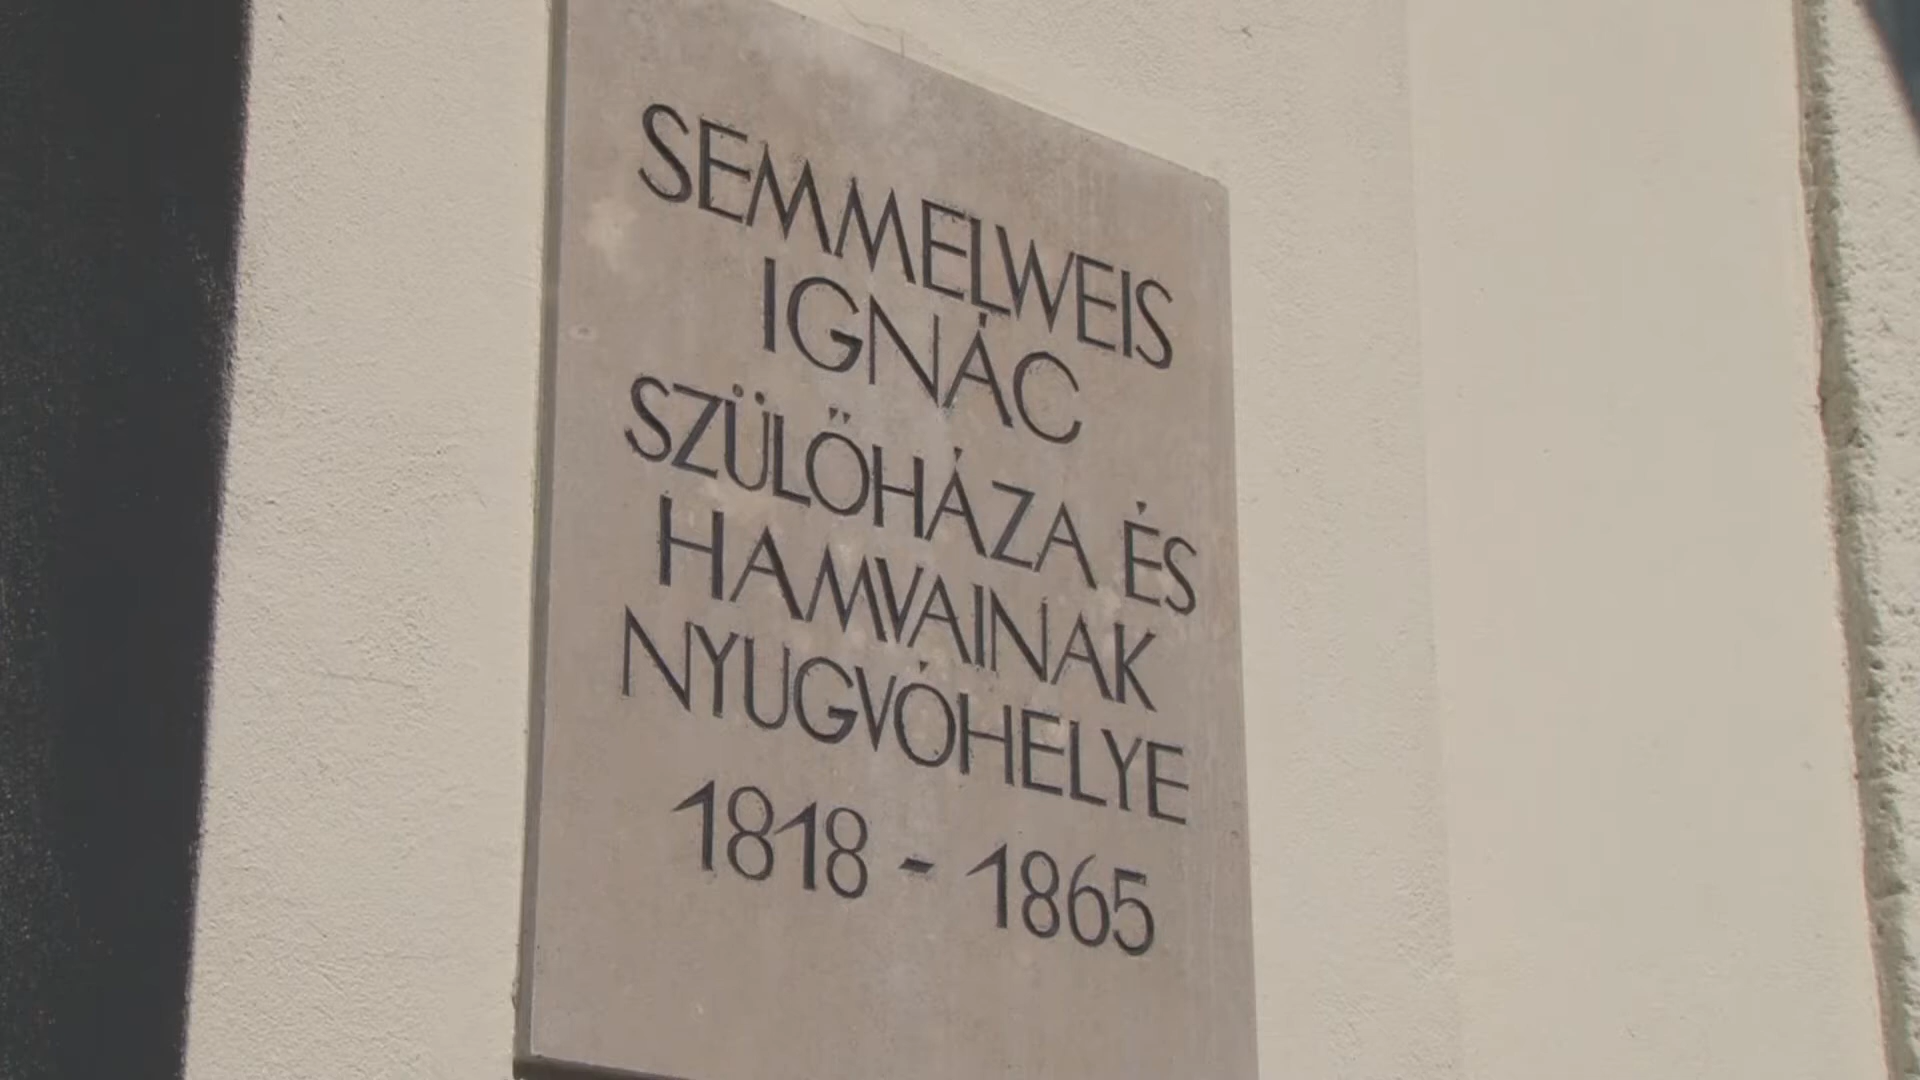 SEMMELWEIS
IGNÁC
SZÜLŐHÁZA ÉS
HAMVAINAK
NYUGVÓHELYE
1818 - 1865